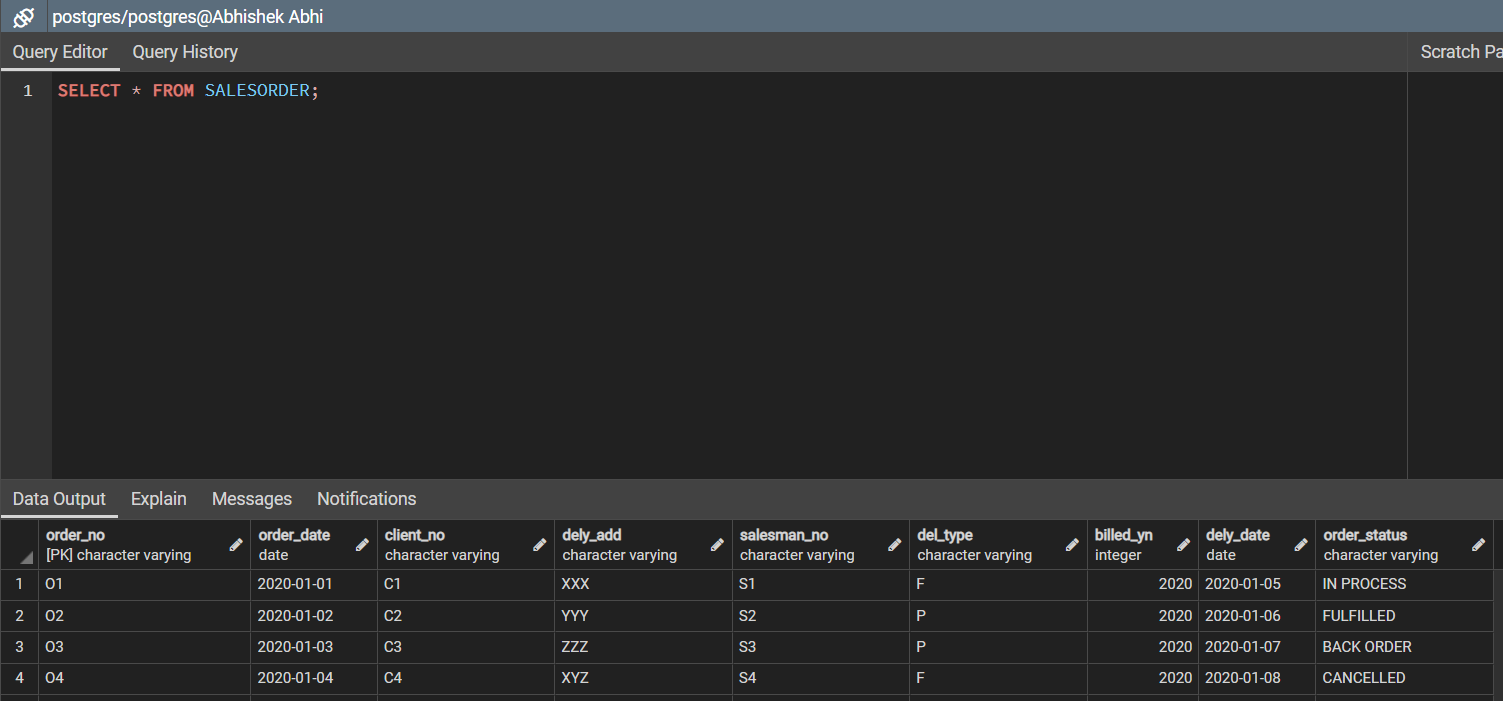 postgres/postgres@Abhishek Abhi
Query Editor Query History Scratch Pa
1 SELECT * FROM SALESORDER;
Data Output Explain Messages Notifications
order_no order_date client_no dely_add salesman_no del_type billed_yn dely_date order_status
[PK] character varying date character varying character varying character varying character varying integer date character varying
1 O1 2020-01-01 C1 XXX S1 F 2020 2020-01-05 IN PROCESS
2 O2 2020-01-02 C2 YYY S2 P 2020 2020-01-06 FULFILLED
3 O3 2020-01-03 C3 ZZZ S3 P 2020 2020-01-07 BACK ORDER
4 O4 2020-01-04 C4 XYZ S4 F 2020 2020-01-08 CANCELLED